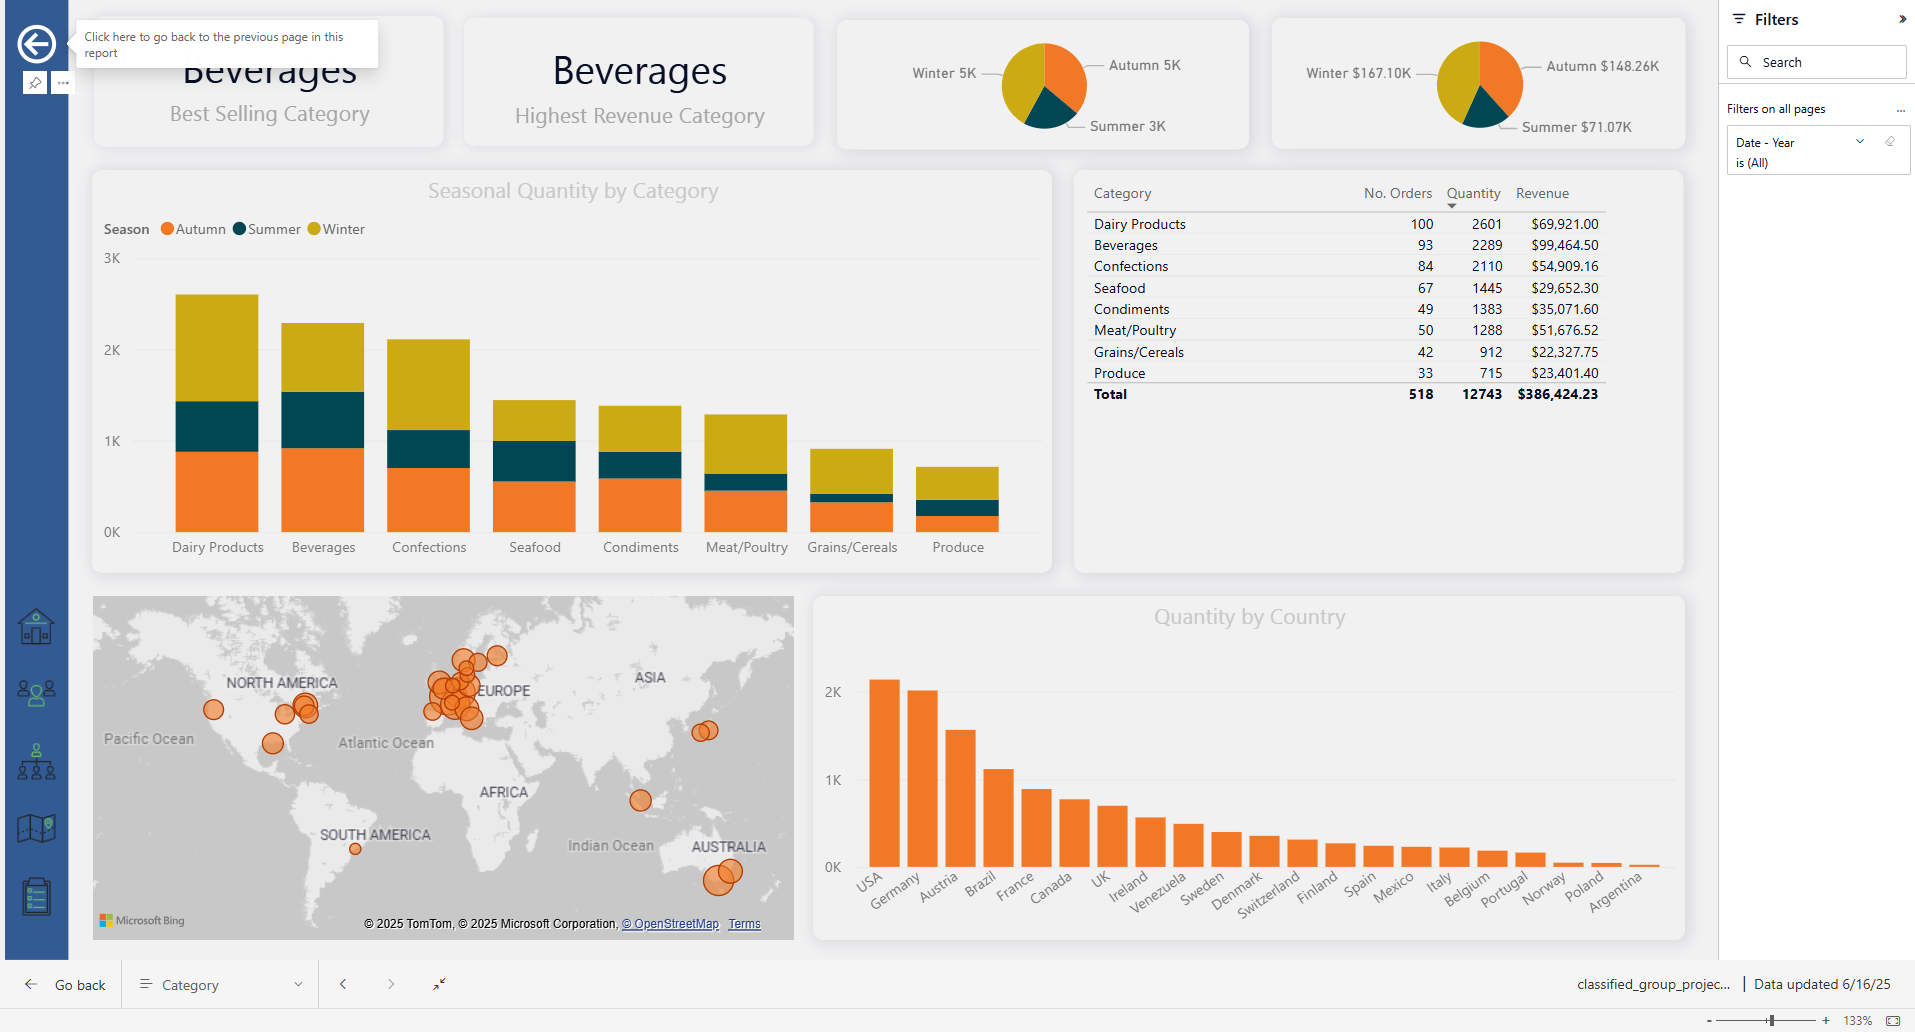 Click here to go back to the previous page in this
report
Beverages
Best Selling Category
Beverages
Highest Revenue Category
Winter 5K
Autumn 5K
Summer 3K
Winter $167.10K
Autumn $148.26K
Summer $71.07K
Filters
Search
Filters on all pages
...
Date - Year
is (All)
Seasonal Quantity by Category
Season Autumn Summer Winter
3K
2K
1K
0K
Dairy Products Beverages Confections Seafood Condiments Meat/Poultry Grains/Cereals Produce
Category No. Orders Quantity Revenue
Dairy Products 100 2601 $69,921.00
Beverages 93 2289 $99,464.50
Confections 84 2110 $54,909.16
Seafood 67 1445 $29,652.30
Condiments 49 1383 $35,071.60
Meat/Poultry 50 1288 $51,676.52
Grains/Cereals 42 912 $22,327.75
Produce 33 715 $23,401.40
Total 518 12743 $386,424.23
NORTH AMERICA
EUROPE
ASIA
Pacific Ocean
Atlantic Ocean
AFRICA
SOUTH AMERICA
Indian Ocean
AUSTRALIA
Microsoft Bing
© 2025 TomTom, © 2025 Microsoft Corporation, © OpenStreetMap Terms
Quantity by Country
2K
1K
0K
USA Germany Austria Brazil France Canada UK Ireland Venezuela Sweden Denmark Switzerland Finland Spain Mexico Italy Belgium Portugal Norway Poland Argentina
Go back
Category
classified_group_projec... | Data updated 6/16/25
- + 133%